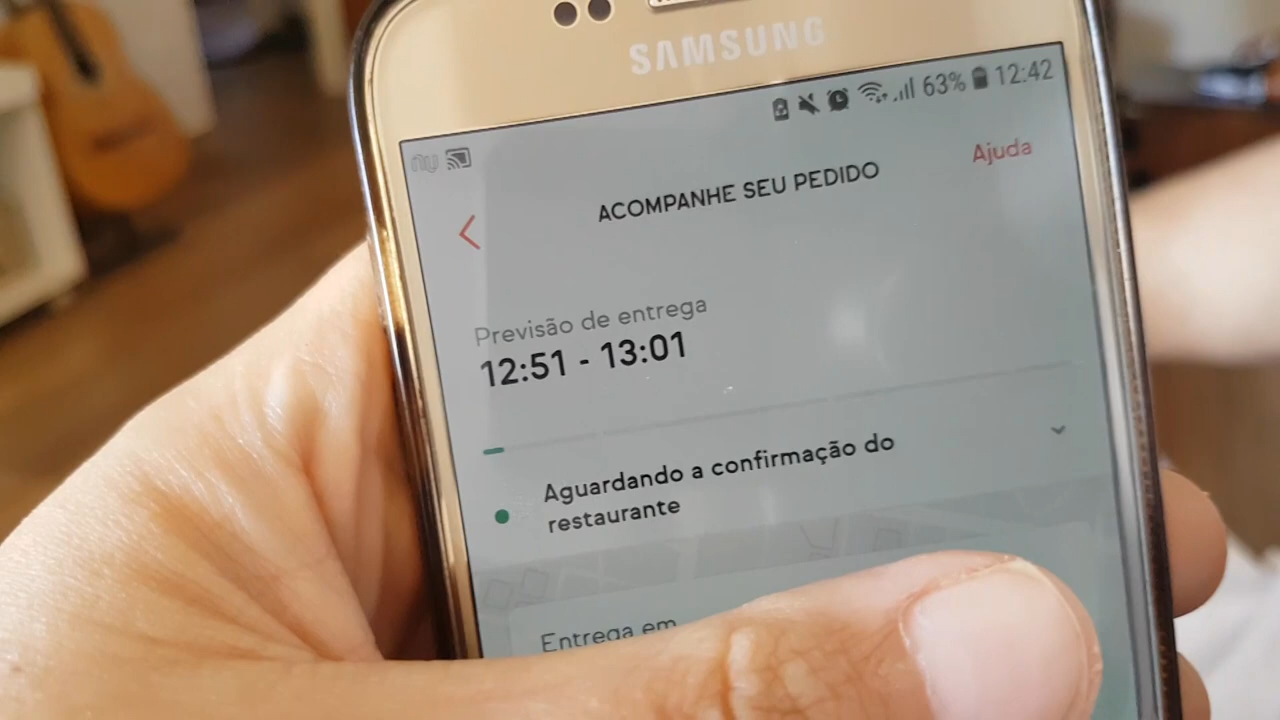 SAMSUNG
nu 63% 12:42
Ajuda
ACOMPANHE SEU PEDIDO
Previsão de entrega
12:51 - 13:01
Aguardando a confirmação do
restaurante
Entrega em